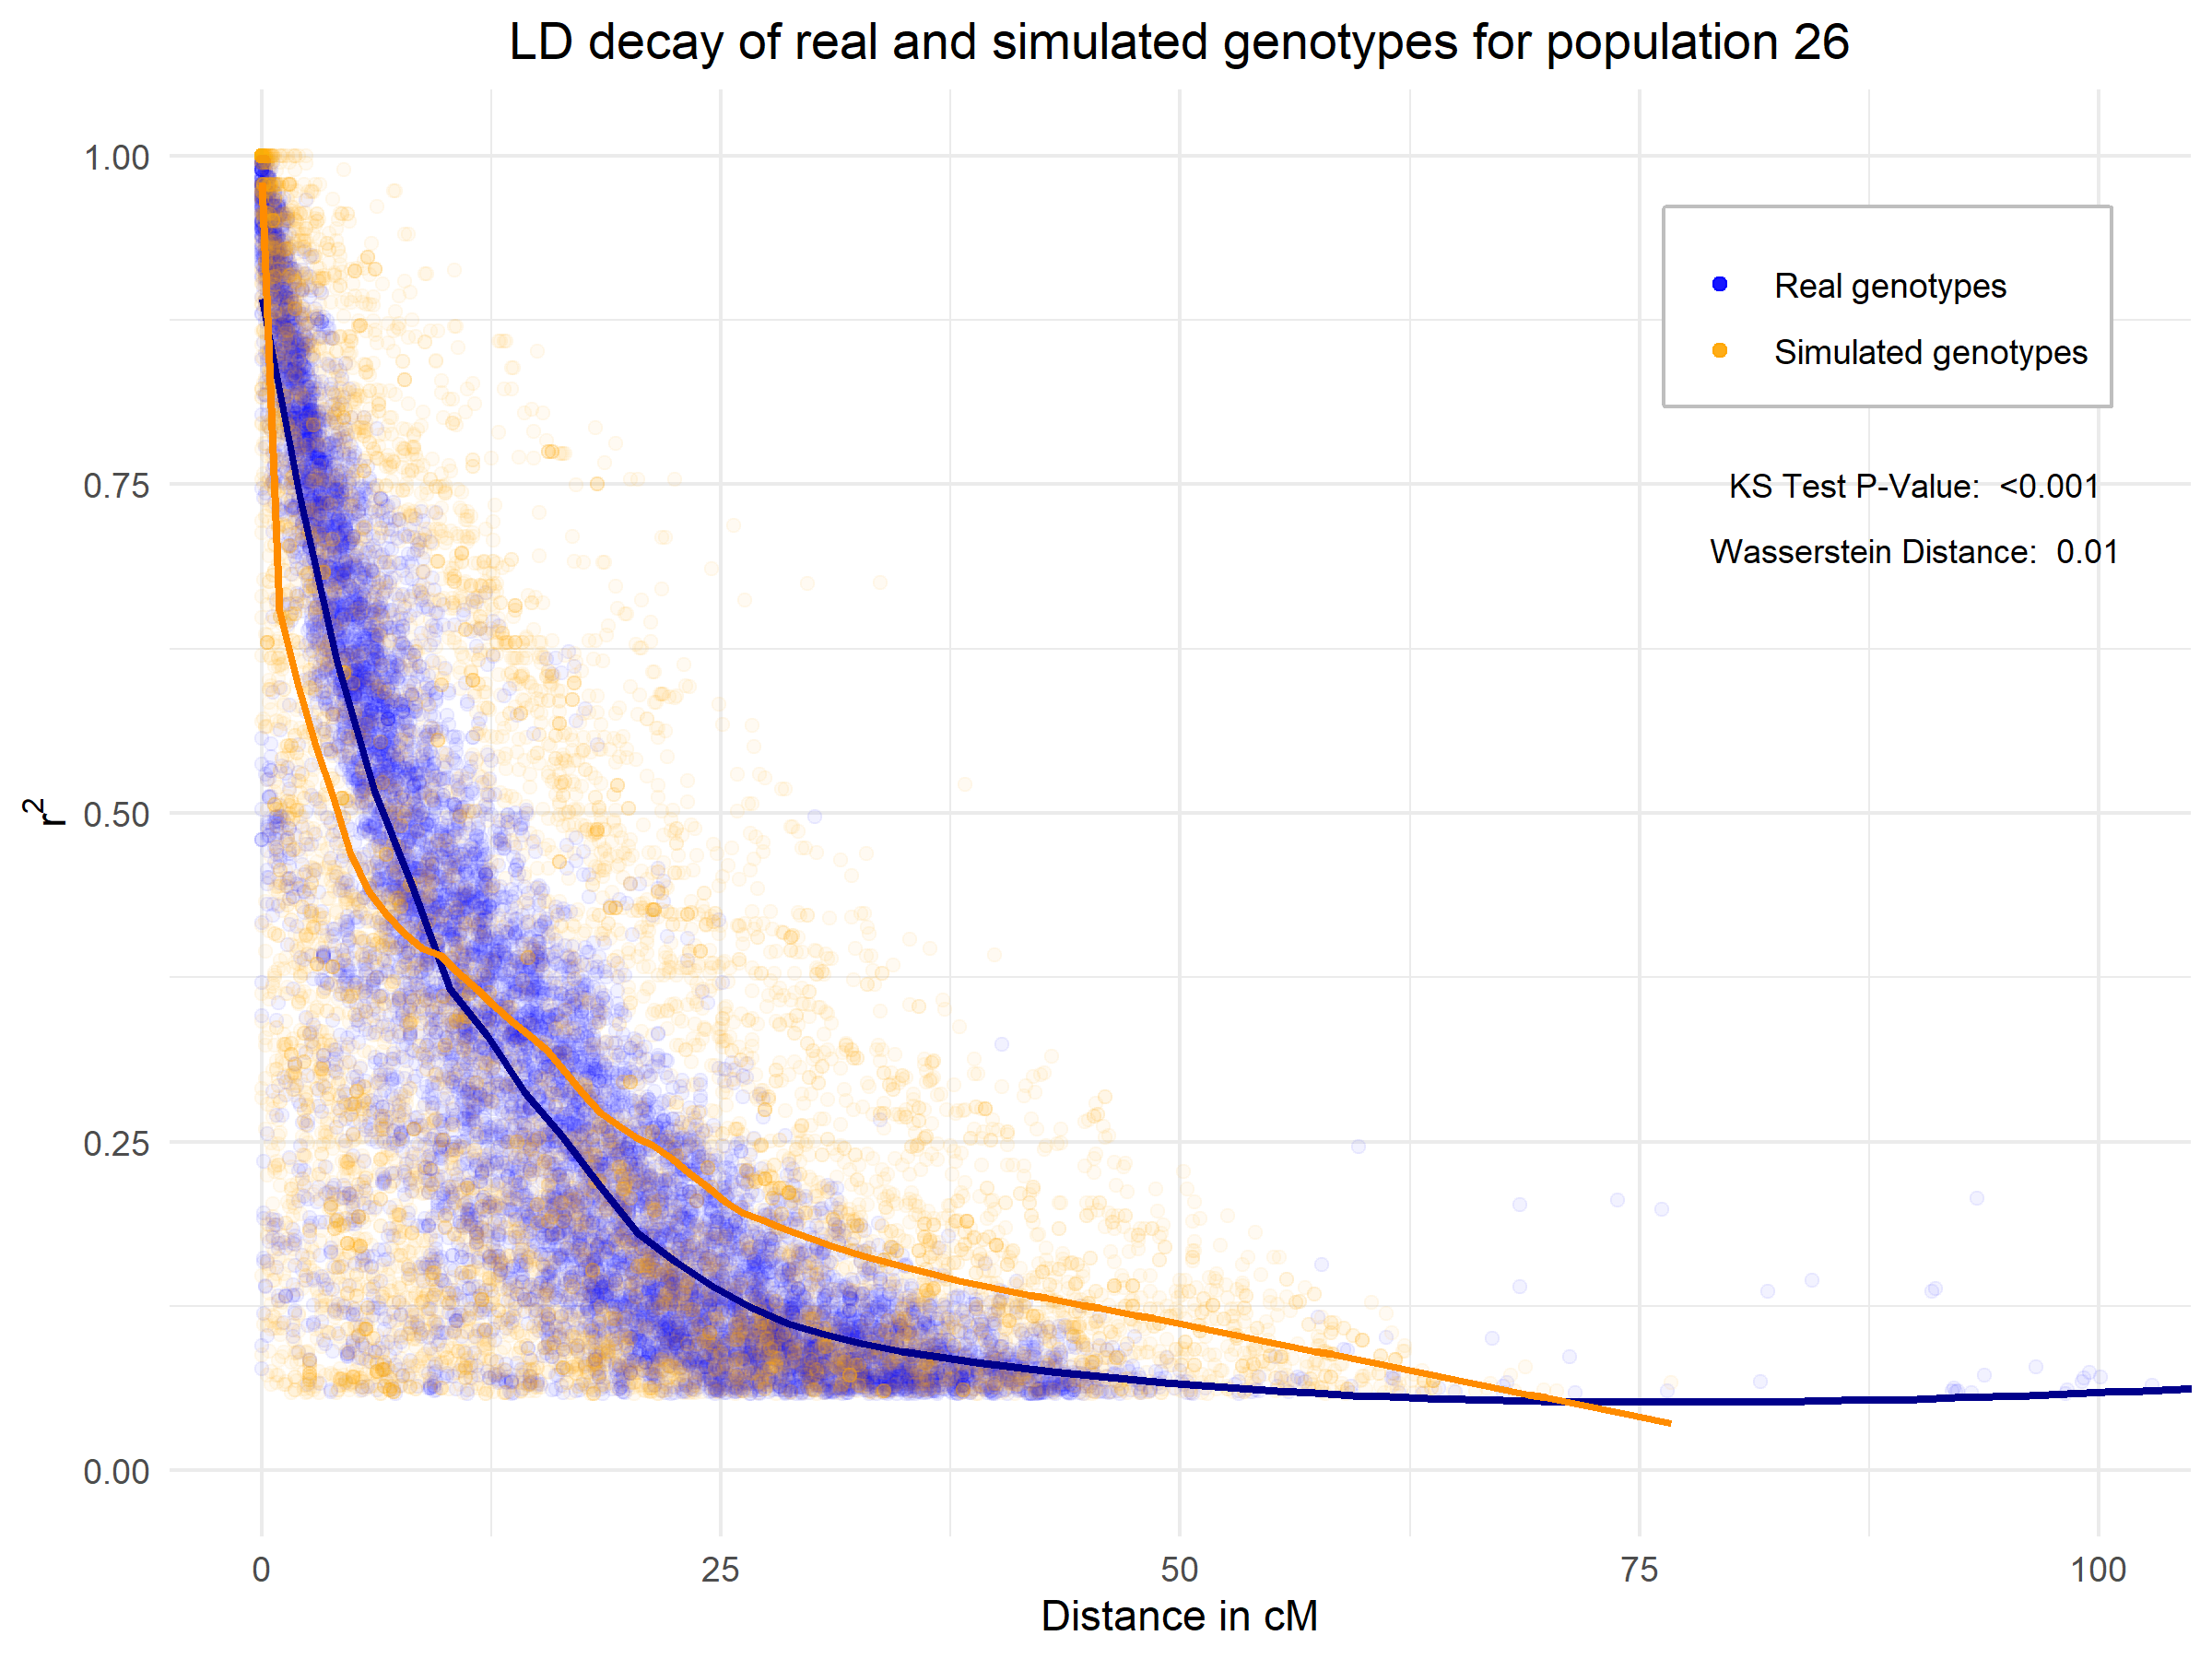 LD decay of real and simulated genotypes for population 26
1.00
0.75
0.50
0.25
0.00
r²
Real genotypes
Simulated genotypes
KS Test P-Value: <0.001
Wasserstein Distance: 0.01
0 25 50 75 100
Distance in cM